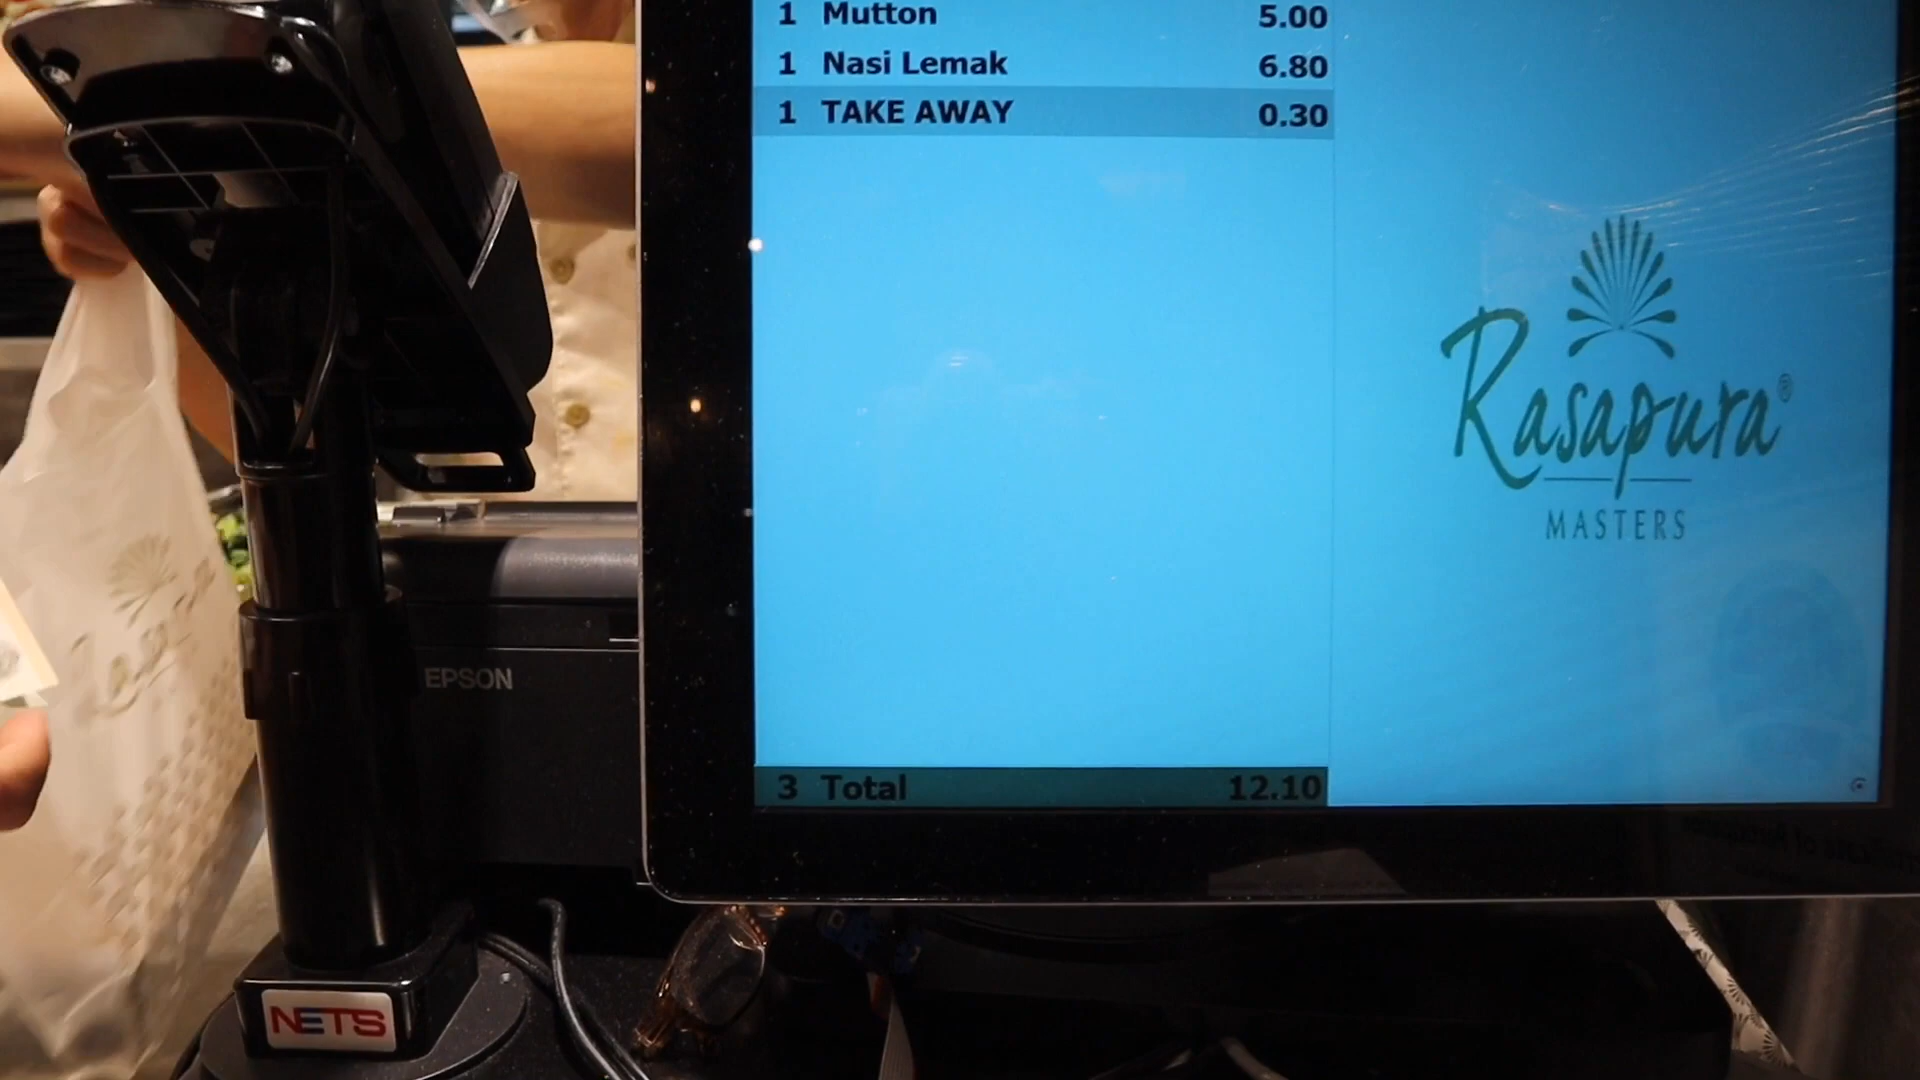 1 Mutton 5.00
1 Nasi Lemak 6.80
1 TAKE AWAY 0.30
Rasapura®
MASTERS
3 Total 12.10
EPSON
NETS